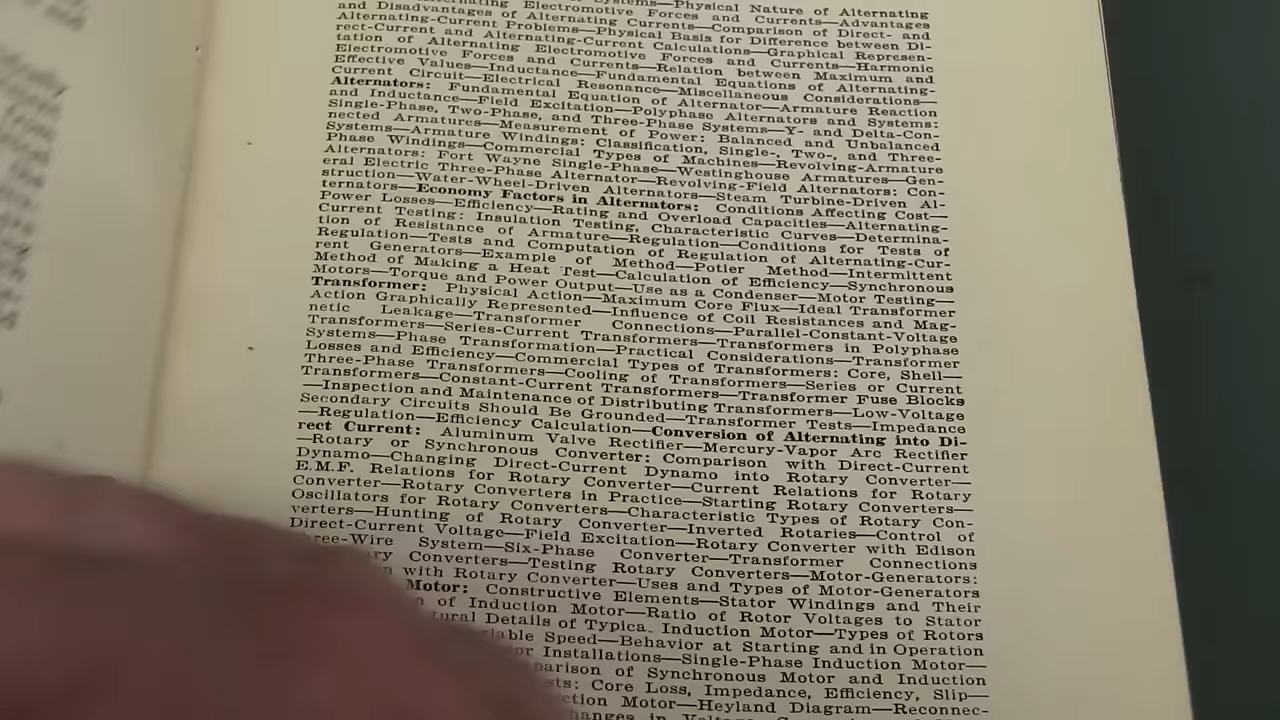 Systems—Physical Nature of Alternating
Alternating Electromotive Forces and Currents—Advantages
and Disadvantages of Alternating Currents—Comparison of Direct- and
Alternating-Current Problems—Physical Basis for Difference between Di-
rect-Current and Alternating-Current Calculations—Graphical Represen-
tation of Alternating Electromotive Forces and Currents—Harmonic
Electromotive Forces and Currents—Relation between Maximum and
Effective Values—Inductance—Fundamental Equations of Alternating-
Current Circuit—Electrical Resonance—Miscellaneous Considerations—
Alternators: Fundamental Equation of Alternator—Armature Reaction
and Inductance—Field Excitation—Polyphase Alternators and Systems:
Single-Phase, Two-Phase, and Three-Phase Systems—Y- and Delta-Con-
nected Armatures—Measurement of Power: Balanced and Unbalanced
Systems—Armature Windings: Classification, Single-, Two-, and Three-
Phase Windings—Commercial Types of Machines—Revolving-Armature
Alternators: Fort Wayne Single-Phase—Westinghouse Armatures—Gen-
eral Electric Three-Phase Alternator—Revolving-Field Alternators: Con-
struction—Water-Wheel-Driven Alternators—Steam Turbine-Driven Al-
ternators—Economy Factors in Alternators: Conditions Affecting Cost—
Power Losses—Efficiency—Rating and Overload Capacities—Alternating-
Current Testing: Insulation Testing, Characteristic Curves—Determina-
tion of Resistance of Armature—Regulation—Conditions for Tests of
Regulation—Tests and Computation of Regulation of Alternating-Cur-
rent Generators—Example of Method—Potier Method—Intermittent
Method of Making a Heat Test—Calculation of Efficiency—Synchronous
Motors—Torque and Power Output—Use as a Condenser—Motor Testing—
Transformer: Physical Action—Maximum Core Flux—Ideal Transformer
Action Graphically Represented—Influence of Coil Resistances and Mag-
netic Leakage—Transformer Connections—Parallel-Constant-Voltage
Transformers—Series-Current Transformers—Transformers in Polyphase
Systems—Phase Transformation—Practical Considerations—Transformer
Losses and Efficiency—Commercial Types of Transformers: Core, Shell—
Three-Phase Transformers—Cooling of Transformers—Series or Current
Transformers—Constant-Current Transformers—Transformer Fuse Blocks
—Inspection and Maintenance of Distributing Transformers—Low-Voltage
Secondary Circuits Should Be Grounded—Transformer Tests—Impedance
—Regulation—Efficiency Calculation—Conversion of Alternating into Di-
rect Current: Aluminum Valve Rectifier—Mercury-Vapor Arc Rectifier
—Rotary or Synchronous Converter: Comparison with Direct-Current
Dynamo—Changing Direct-Current Dynamo into Rotary Converter—
E.M.F. Relations for Rotary Converter—Current Relations for Rotary
Converter—Rotary Converters in Practice—Starting Rotary Converters—
Oscillators for Rotary Converters—Characteristic Types of Rotary Con-
verters—Hunting of Rotary Converter—Inverted Rotaries—Control of
Direct-Current Voltage—Field Excitation—Rotary Converter with Edison
Three-Wire System—Six-Phase Converter—Transformer Connections
Converters—Testing Rotary Converters—Motor-Generators:
with Rotary Converter—Uses and Types of Motor-Generators
Motor: Constructive Elements—Stator Windings and Their
of Induction Motor—Ratio of Rotor Voltages to Stator
Details of Typical Induction Motor—Types of Rotors
Speed—Behavior at Starting and in Operation
Installations—Single-Phase Induction Motor—
of Synchronous Motor and Induction
Core Loss, Impedance, Efficiency, Slip—
Motor—Heyland Diagram—Reconnec-
in